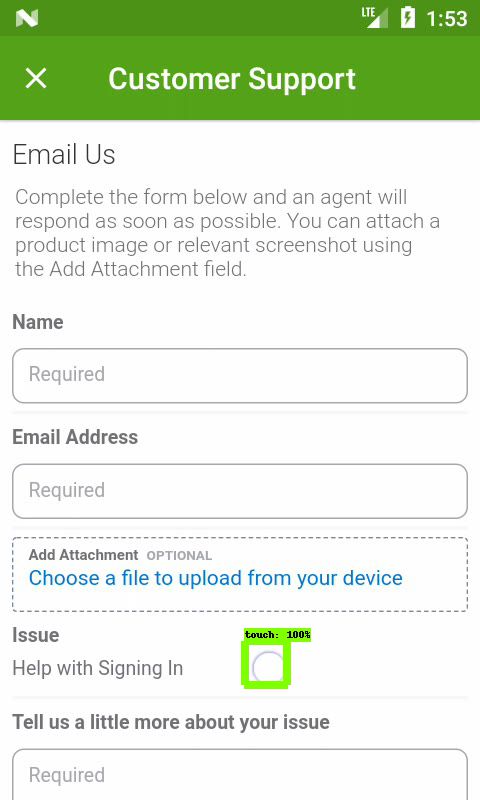 LTE
1:53
Customer Support
Email Us
Complete the form below and an agent will
respond as soon as possible. You can attach a
product image or relevant screenshot using
the Add Attachment field.
Name
Required
Email Address
Required
Add Attachment OPTIONAL
Choose a file to upload from your device
Issue
touch: 100%
Help with Signing In
Tell us a little more about your issue
Required